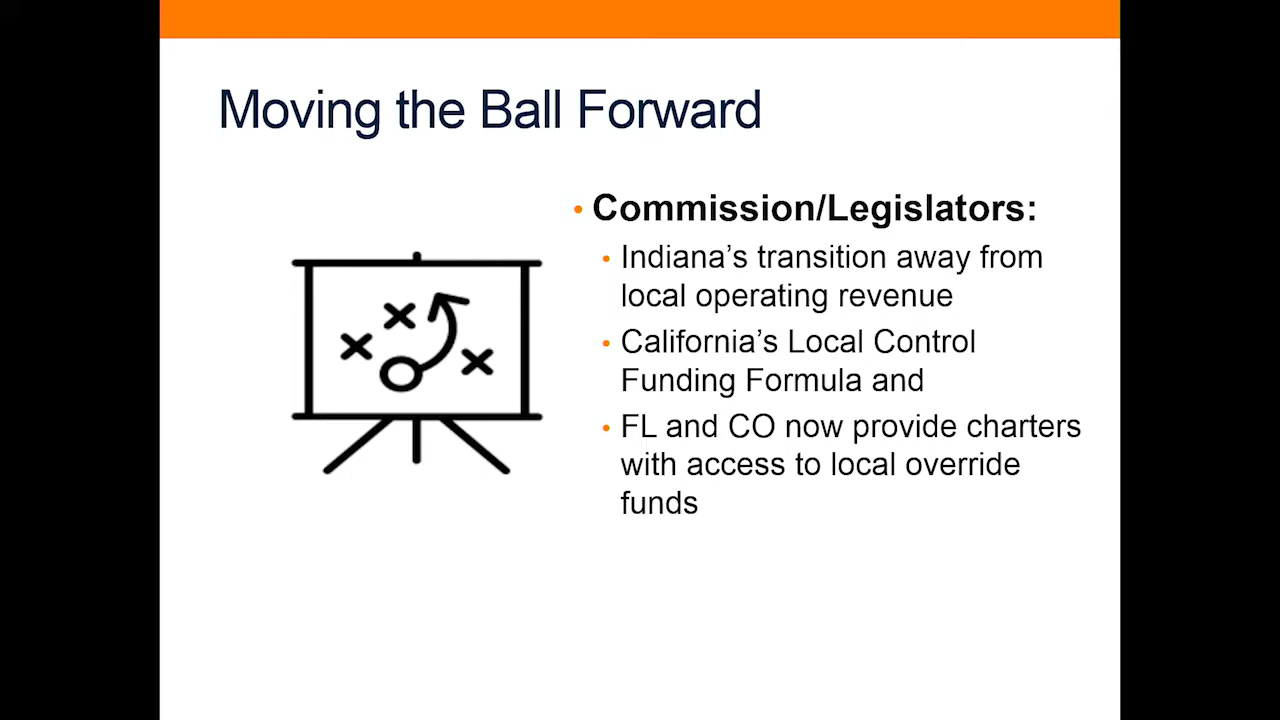 Moving the Ball Forward
• Commission/Legislators:
• Indiana’s transition away from
local operating revenue
• California’s Local Control
Funding Formula and
• FL and CO now provide charters
with access to local override
funds